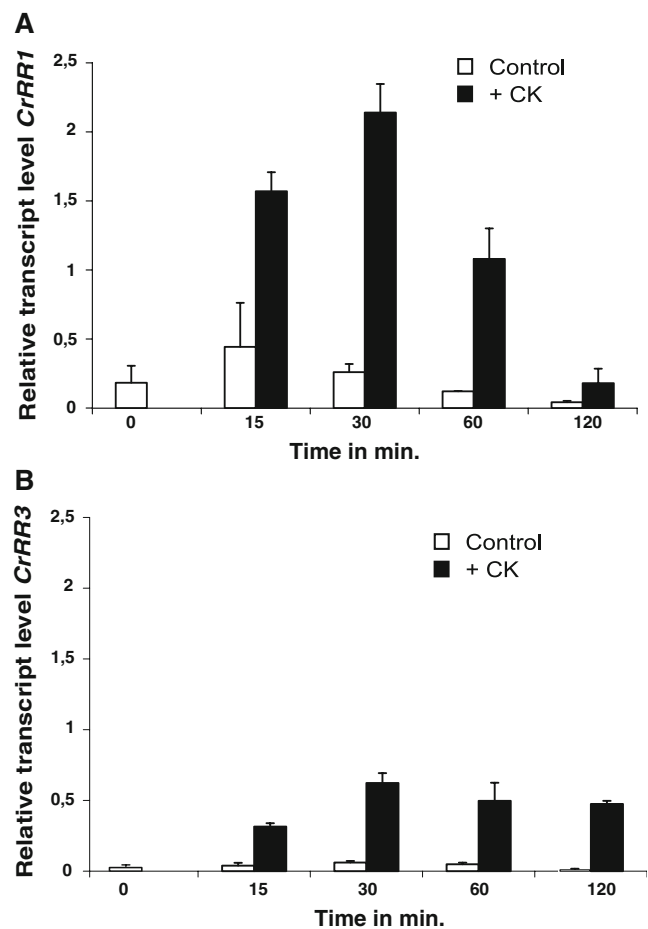 A
Relative transcript level CrRR1
2,5
2
1,5
1
0,5
0
Control
+ CK
0 15 30 60 120
Time in min.
B
Relative transcript level CrRR3
2,5
2
1,5
1
0,5
0
Control
+ CK
0 15 30 60 120
Time in min.